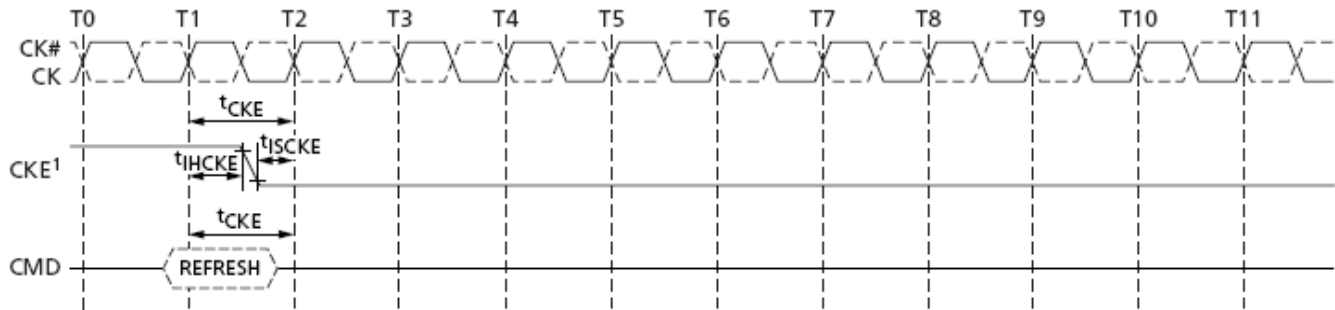 T0 T1 T2 T3 T4 T5 T6 T7 T8 T9 T10 T11
CK#
CK
tCKE
tISCKE
tIHCKE
CKE1
tCKE
CMD REFRESH